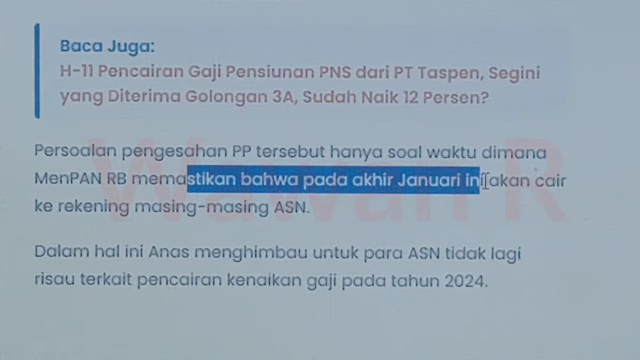 Baca Juga:
H-11 Pencairan Gaji Pensiunan PNS dari PT Taspen, Segini
yang Diterima Golongan 3A, Sudah Naik 12 Persen?
Persoalan pengesahan PP tersebut hanya soal waktu dimana
MenPAN RB memastikan bahwa pada akhir Januari ini akan cair
ke rekening masing-masing ASN.
Dalam hal ini Anas menghimbau untuk para ASN tidak lagi
risau terkait pencairan kenaikan gaji pada tahun 2024.